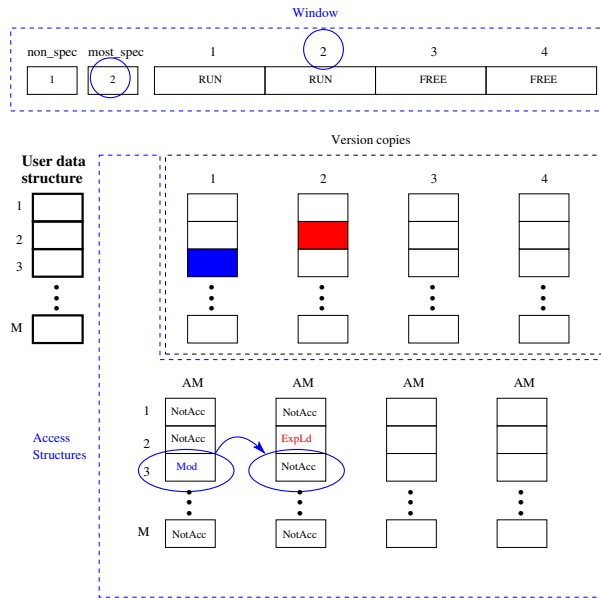 Window
non_spec most_spec 1 2 3 4
1 2 RUN RUN FREE FREE
Version copies
User data
structure
1 2 3 4
1
2
3
M
AM AM AM AM
1 NotAcc NotAcc
2 NotAcc ExpLd
Access
Structures
3 Mod NotAcc
M NotAcc NotAcc